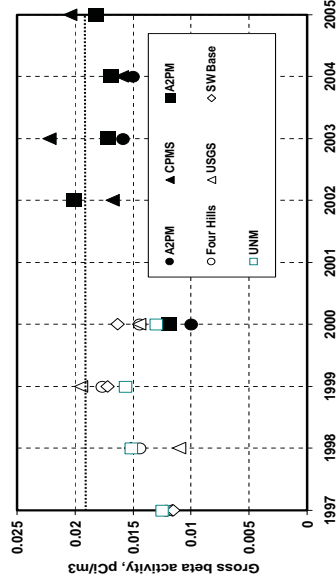 Gross beta activity, pCi/m3
0.025
0.02
0.015
0.01
0.005
0
1997
1998
1999
2000
2001
2002
2003
2004
2005
A2PM
CPMS
A2PM
Four Hills
USGS
SW Base
UNM